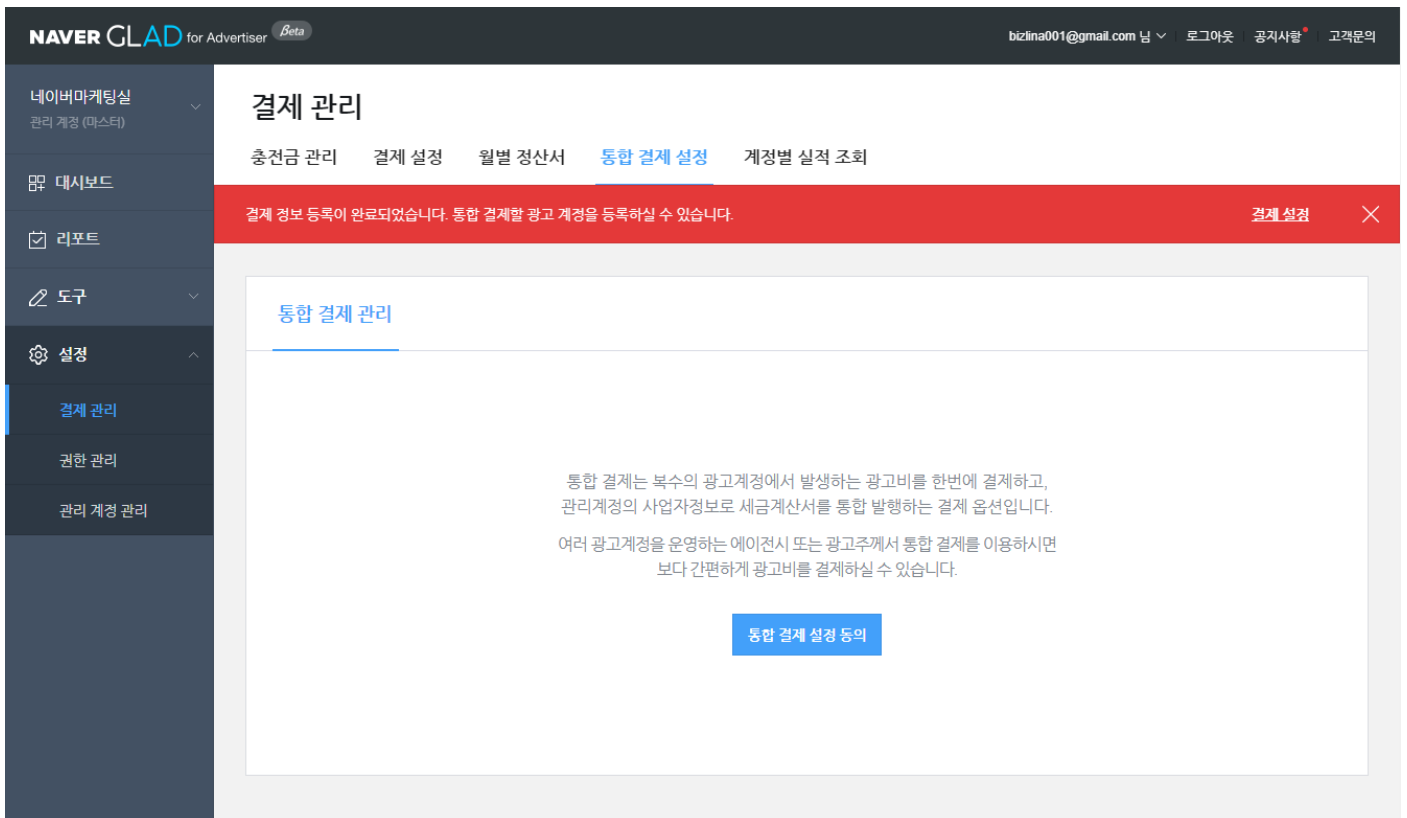 NAVER GLAD for Advertiser Beta
bizlina001@gmail.com 님 로그아웃 공지사항 고객문의
네이버마케팅실
관리 계정 (마스터)
대시보드
리포트
도구
설정
결제 관리
권한 관리
관리 계정 관리
결제 관리
충전금 관리 결제 설정 월별 정산서 통합 결제 설정 계정별 실적 조회
결제 정보 등록이 완료되었습니다. 통합 결제할 광고 계정을 등록하실 수 있습니다. 결제 설정
통합 결제 관리
통합 결제는 복수의 광고계정에서 발생하는 광고비를 한번에 결제하고,
관리계정의 사업자정보로 세금계산서를 통합 발행하는 결제 옵션입니다.
여러 광고계정을 운영하는 에이전시 또는 광고주께서 통합 결제를 이용하시면
보다 간편하게 광고비를 결제하실 수 있습니다.
통합 결제 설정 동의